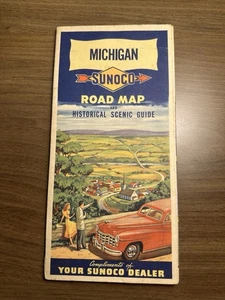 MICHIGAN
SUNOCO
ROAD MAP
AND
HISTORICAL SCENIC GUIDE
Compliments of
YOUR SUNOCO DEALER